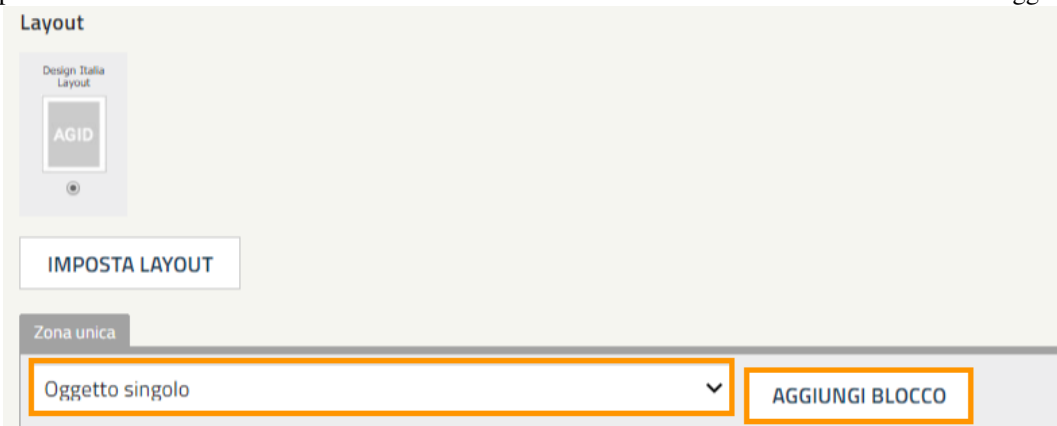 Layout
Design Italia
Layout
AGID
IMPOSTA LAYOUT
Zona unica
Oggetto singolo
AGGIUNGI BLOCCO